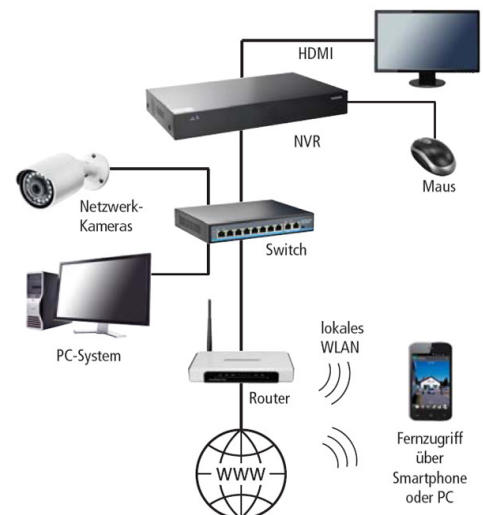 HDMI
NVR
Maus
Netzwerk-
Kameras
Switch
PC-System
lokales
WLAN
Router
WWW
Fernzugriff
über
Smartphone
oder PC